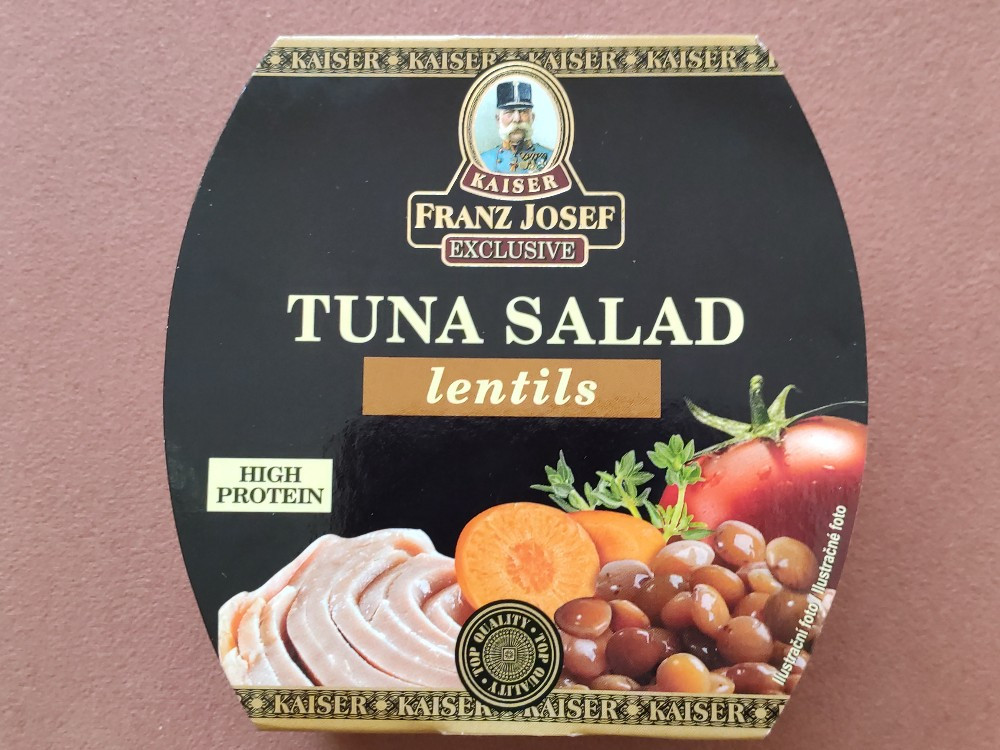 KAISER KAISER KAISER KAISER
KAISER
FRANZ JOSEF
EXCLUSIVE
TUNA SALAD
lentils
HIGH
PROTEIN
Ilustrační foto / Ilustračné foto
TOP QUALITY · TOP QUALITY ·
KAISER KAISER KAISER KAISER